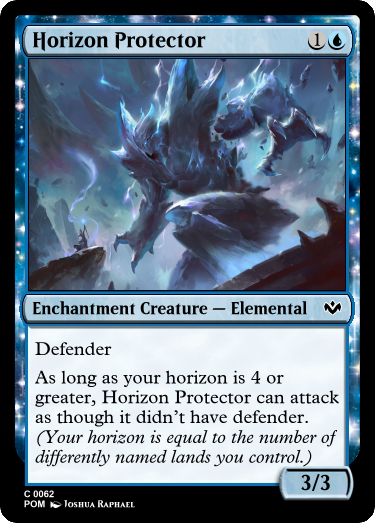 Horizon Protector 1
Enchantment Creature — Elemental
Defender
As long as your horizon is 4 or
greater, Horizon Protector can attack
as though it didn't have defender.
(Your horizon is equal to the number of
differently named lands you control.)
3/3
C 0062
POM Joshua Raphael